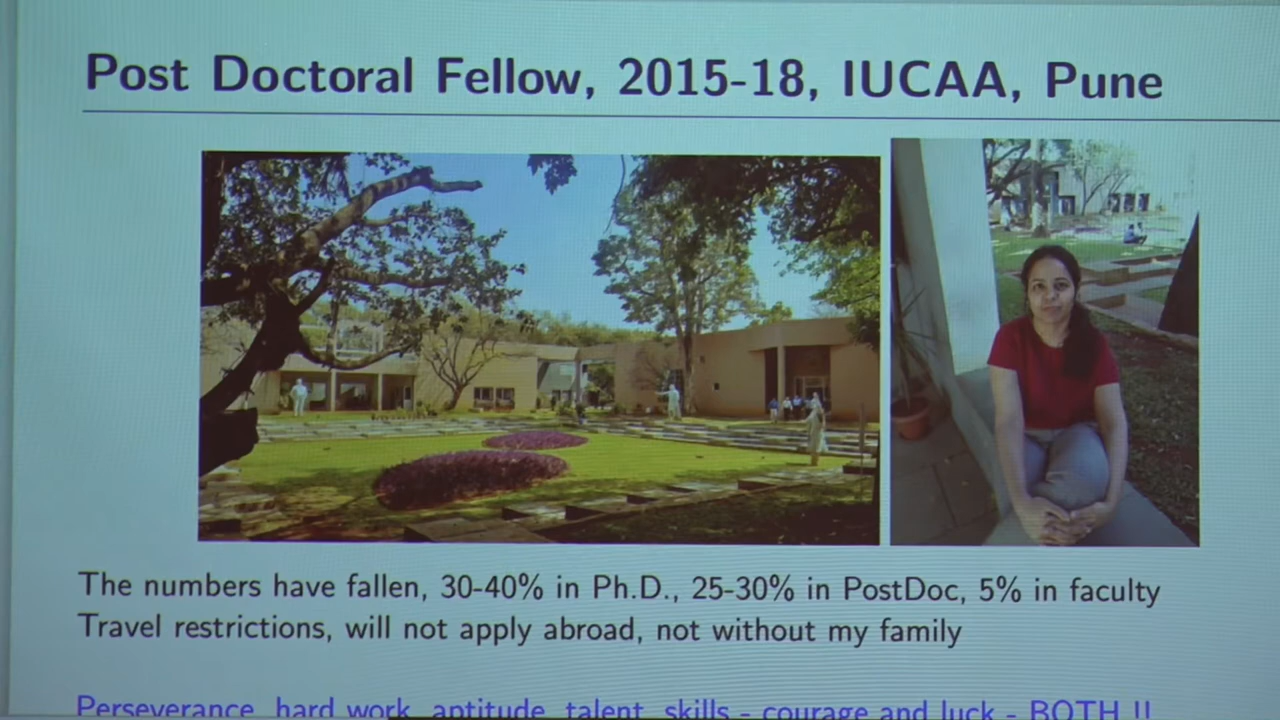 Post Doctoral Fellow, 2015-18, IUCAA, Pune
The numbers have fallen, 30-40% in Ph.D., 25-30% in PostDoc, 5% in faculty
Travel restrictions, will not apply abroad, not without my family
Perseverance, hard work, aptitude, talent, skills - courage and luck - BOTH !!